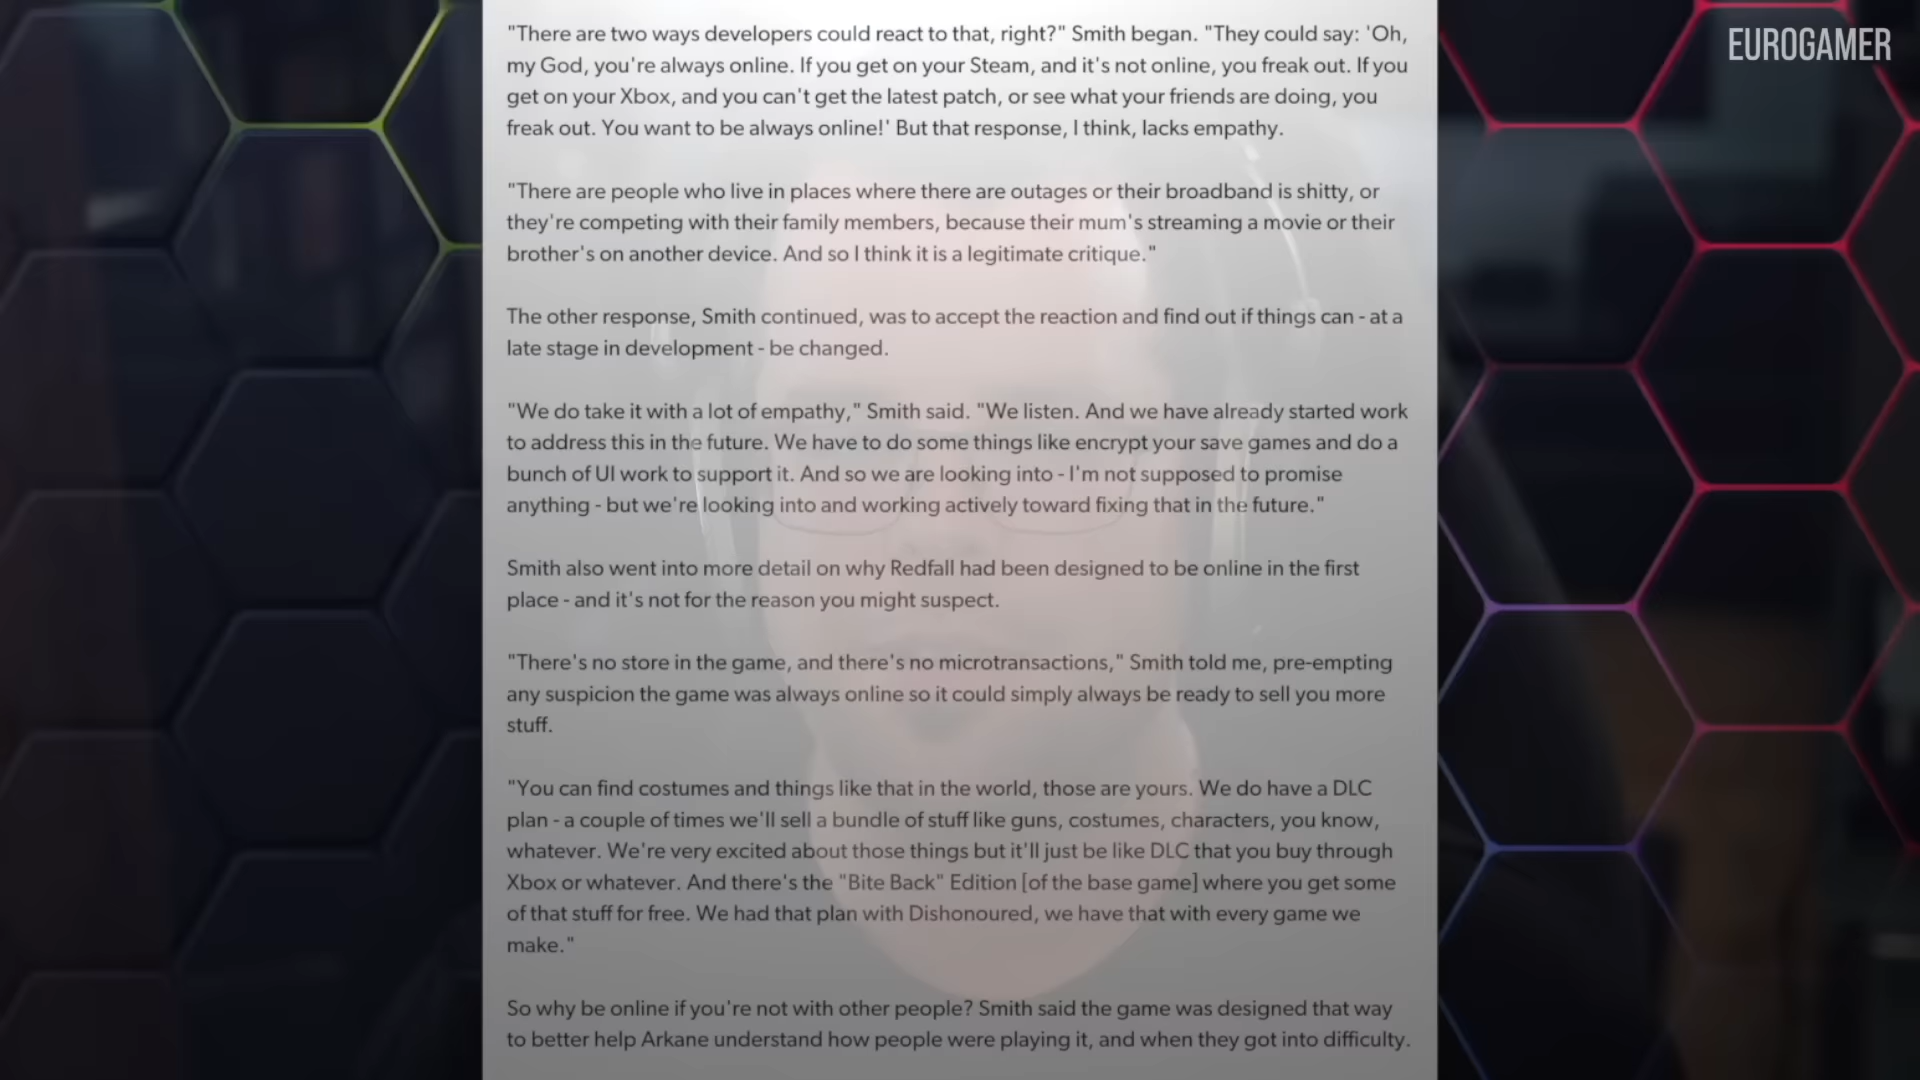 EUROGAMER
"There are two ways developers could react to that, right?" Smith began. "They could say: 'Oh,
my God, you're always online. If you get on your Steam, and it's not online, you freak out. If you
get on your Xbox, and you can't get the latest patch, or see what your friends are doing, you
freak out. You want to be always online!' But that response, I think, lacks empathy.
"There are people who live in places where there are outages or their broadband is shitty, or
they're competing with their family members, because their mum's streaming a movie or their
brother's on another device. And so I think it is a legitimate critique."
The other response, Smith continued, was to accept the reaction and find out if things can - at a
late stage in development - be changed.
"We do take it with a lot of empathy," Smith said. "We listen. And we have already started work
to address this in the future. We have to do some things like encrypt your save games and do a
bunch of UI work to support it. And so we are looking into - I'm not supposed to promise
anything - but we're looking into and working actively toward fixing that in the future."
Smith also went into more detail on why Redfall had been designed to be online in the first
place - and it's not for the reason you might suspect.
"There's no store in the game, and there's no microtransactions," Smith told me, pre-empting
any suspicion the game was always online so it could simply always be ready to sell you more
stuff.
"You can find costumes and things like that in the world, those are yours. We do have a DLC
plan - a couple of times we'll sell a bundle of stuff like guns, costumes, characters, you know,
whatever. We're very excited about those things but it'll just be like DLC that you buy through
Xbox or whatever. And there's the "Bite Back" Edition [of the base game] where you get some
of that stuff for free. We had that plan with Dishonoured, we have that with every game we
make."
So why be online if you're not with other people? Smith said the game was designed that way
to better help Arkane understand how people were playing it, and when they got into difficulty.